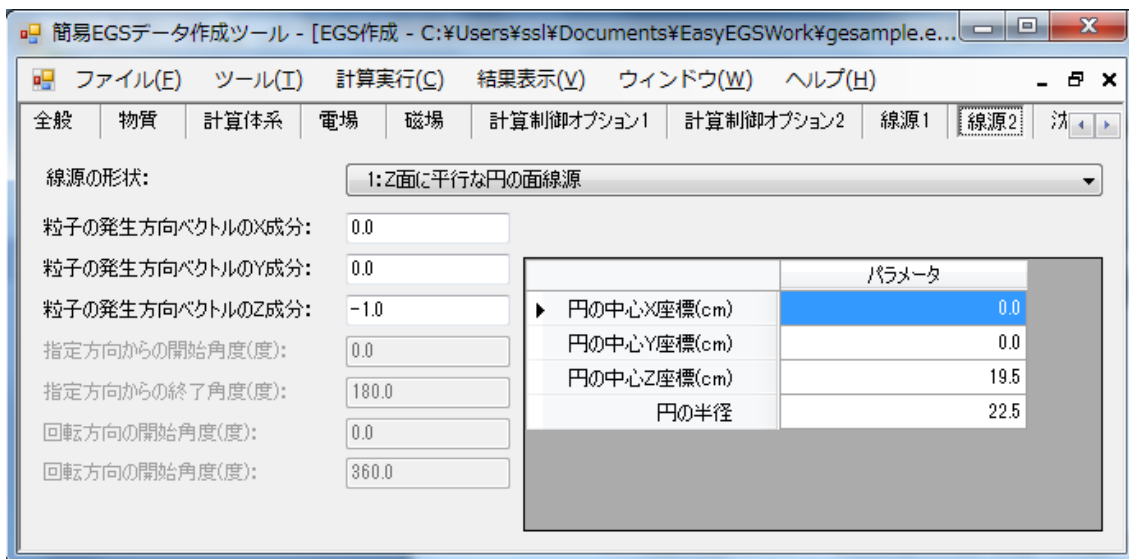 簡易EGSデータ作成ツール - [EGS作成 - C:¥Users¥ssl¥Documents¥EasyEGSWork¥gesample.e...
ファイル(F) ツール(T) 計算実行(C) 結果表示(V) ウィンドウ(W) ヘルプ(H)
全般 物質 計算体系 電場 磁場 計算制御オプション1 計算制御オプション2 線源1 線源2
線源の形状: 1:Z面に平行な円の面線源
粒子の発生方向ベクトルのX成分: 0.0
粒子の発生方向ベクトルのY成分: 0.0
粒子の発生方向ベクトルのZ成分: -1.0
指定方向からの開始角度(度): 0.0
指定方向からの終了角度(度): 180.0
回転方向の開始角度(度): 0.0
回転方向の開始角度(度): 360.0
パラメータ
円の中心X座標(cm) 0.0
円の中心Y座標(cm) 0.0
円の中心Z座標(cm) 19.5
円の半径 22.5